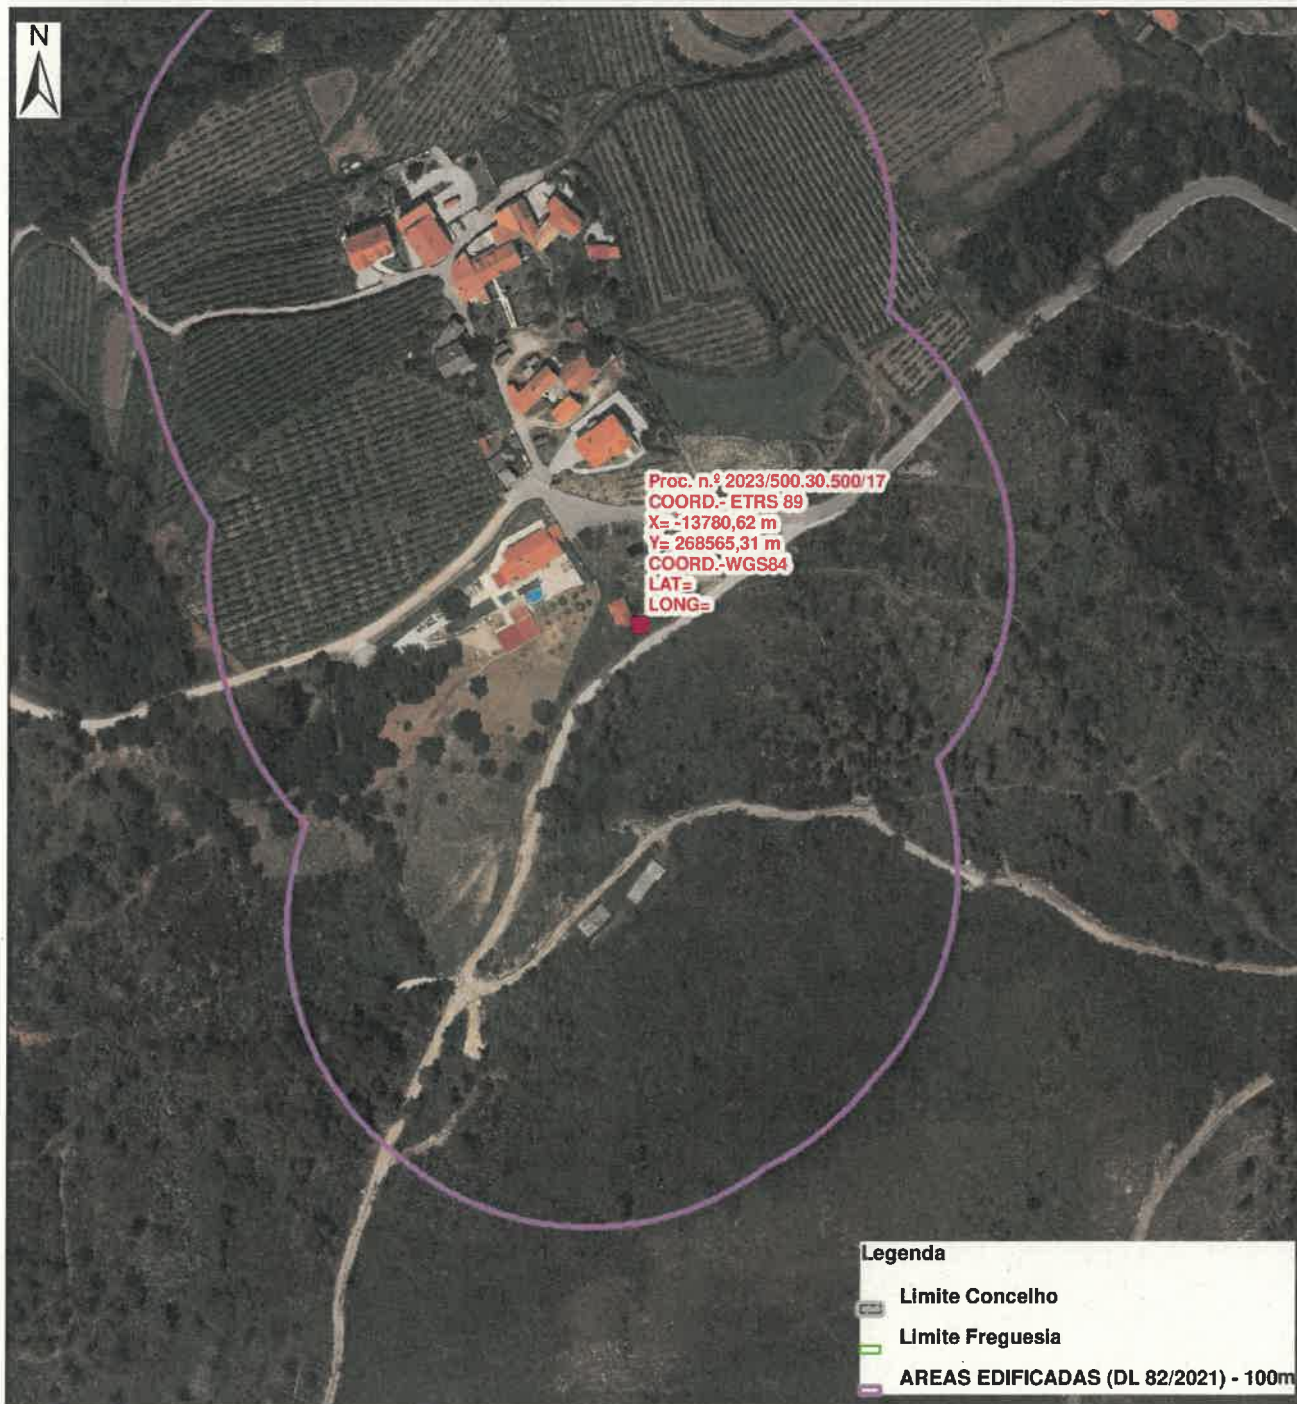 N
Proc. n.º 2023/500.30.500/17
COORD.- ETRS 89
X= -13780,62 m
Y= 268565,31 m
COORD.-WGS84
LAT=
LONG=
Legenda
Limite Concelho
Limite Freguesia
AREAS EDIFICADAS (DL 82/2021) - 100m